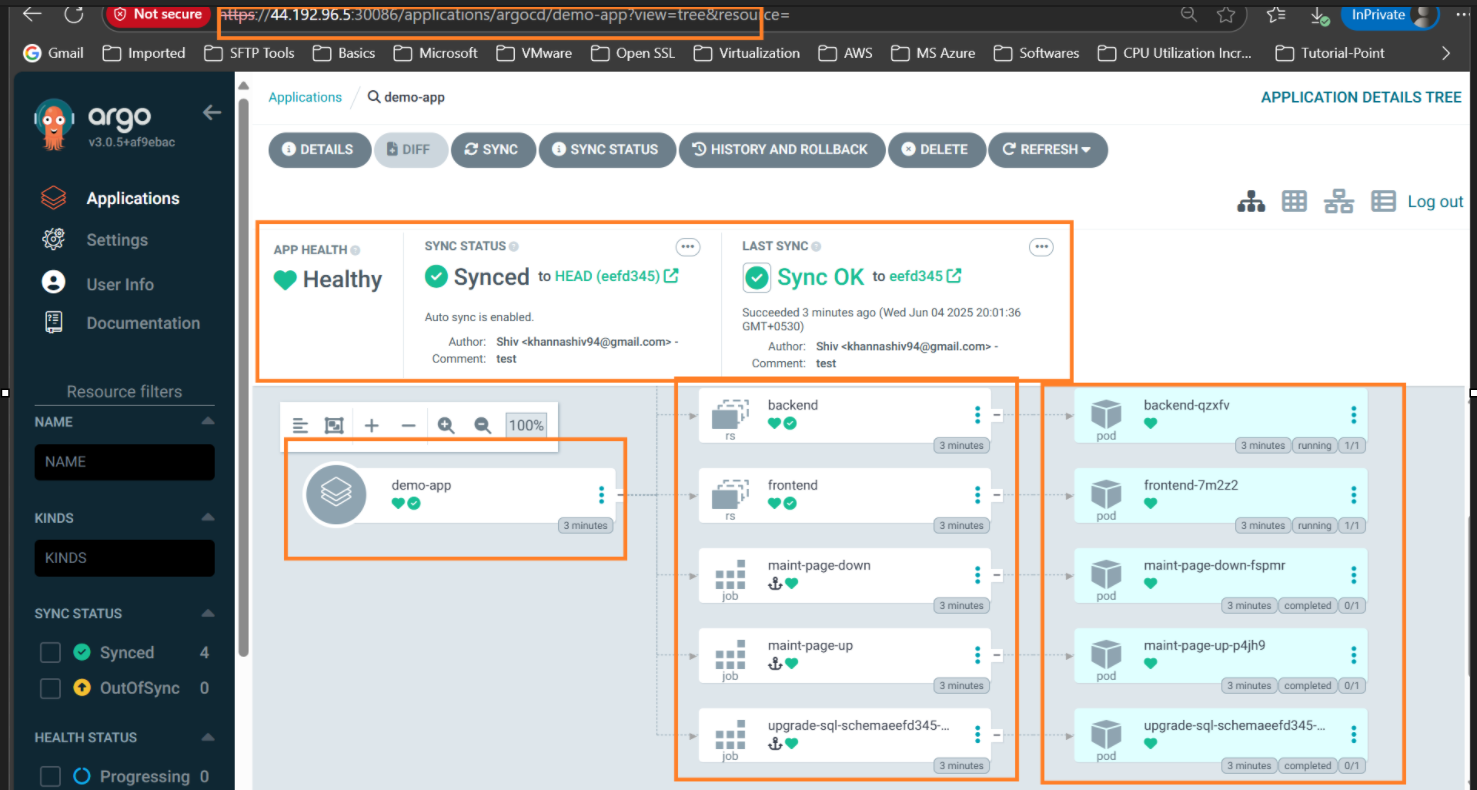 Not secure https://44.192.96.5:30086/applications/argocd/demo-app?view=tree&resource= InPrivate
Gmail Imported SFTP Tools Basics Microsoft VMware Open SSL Virtualization AWS MS Azure Softwares CPU Utilization Incr... Tutorial-Point
argo
v3.0.5+af9ebac
Applications
Settings
User Info
Documentation
Resource filters
NAME
NAME
KINDS
KINDS
SYNC STATUS
Synced 4
OutOfSync 0
HEALTH STATUS
Progressing 0
Applications / demo-app APPLICATION DETAILS TREE
DETAILS DIFF SYNC SYNC STATUS HISTORY AND ROLLBACK DELETE REFRESH
Log out
APP HEALTH
Healthy
SYNC STATUS
Synced to HEAD (eefd345)
Auto sync is enabled.
Author: Shiv <khannashiv94@gmail.com> -
Comment: test
LAST SYNC
Sync OK to eefd345
Succeeded 3 minutes ago (Wed Jun 04 2025 20:01:36
GMT+0530)
Author: Shiv <khannashiv94@gmail.com> -
Comment: test
100%
demo-app
3 minutes
backend
rs
3 minutes
frontend
rs
3 minutes
maint-page-down
job
3 minutes
maint-page-up
job
3 minutes
upgrade-sql-schemaeefd345-...
job
3 minutes
backend-qzxfv
pod
3 minutes running 1/1
frontend-7m2z2
pod
3 minutes running 1/1
maint-page-down-fspmr
pod
3 minutes completed 0/1
maint-page-up-p4jh9
pod
3 minutes completed 0/1
upgrade-sql-schemaeefd345-...
pod
3 minutes completed 0/1